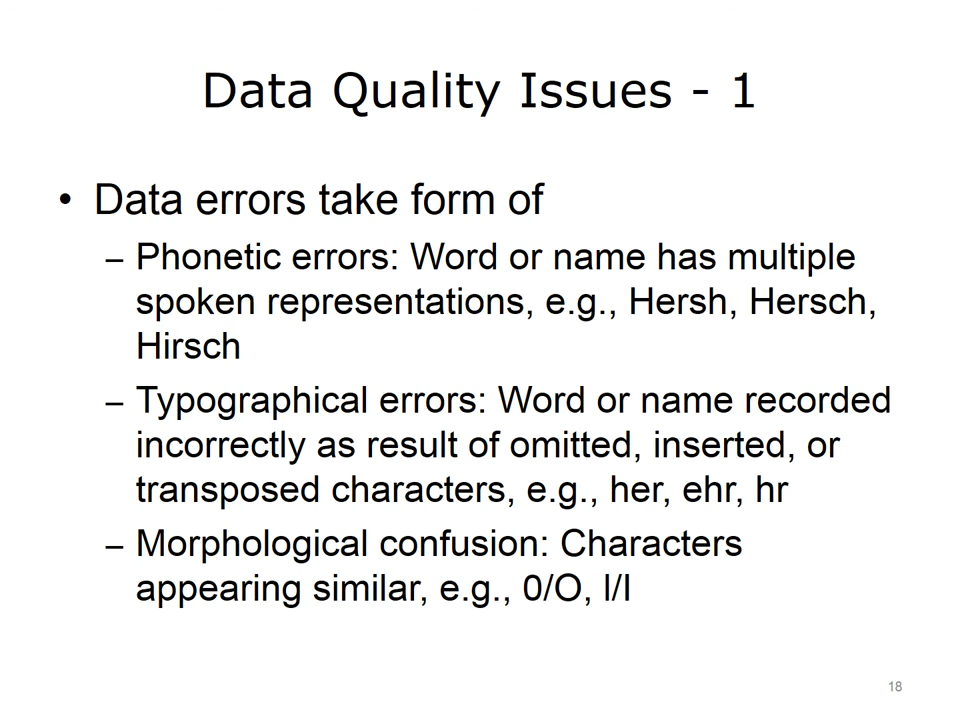 Data Quality Issues - 1
• Data errors take form of
– Phonetic errors: Word or name has multiple
spoken representations, e.g., Hersh, Hersch,
Hirsch
– Typographical errors: Word or name recorded
incorrectly as result of omitted, inserted, or
transposed characters, e.g., her, ehr, hr
– Morphological confusion: Characters
appearing similar, e.g., 0/O, l/I
18